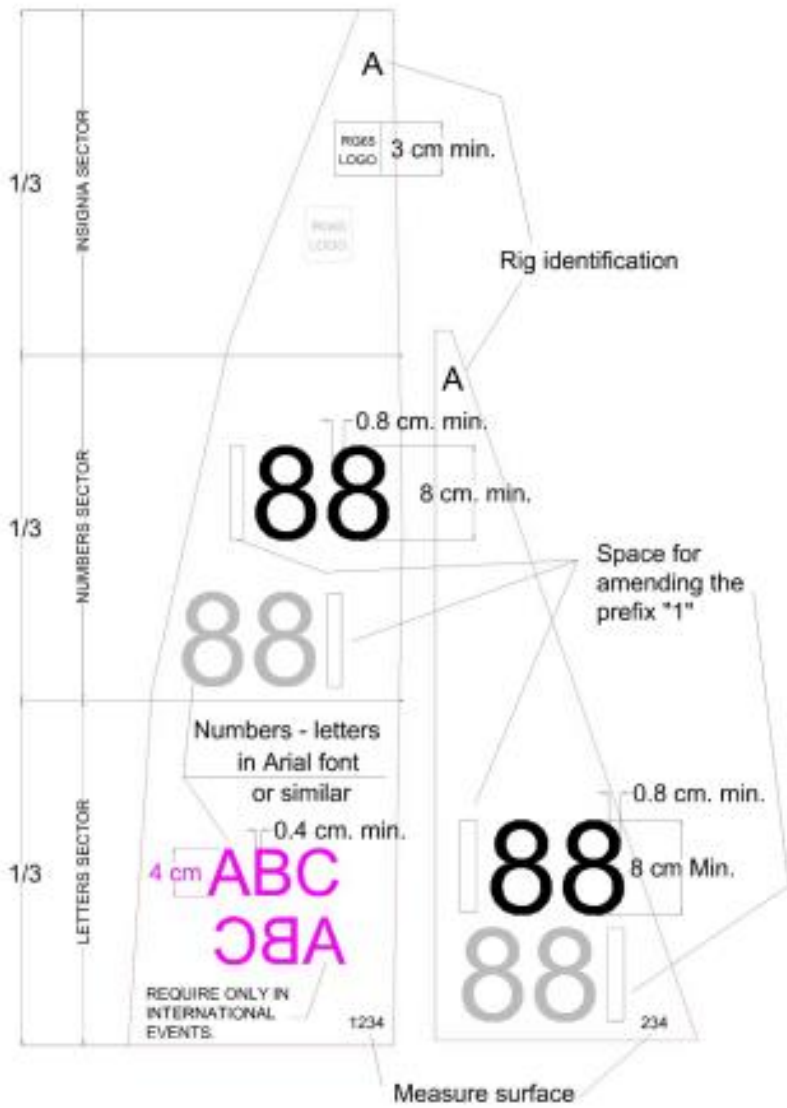 A
RG65
LOGO
3 cm min.
1/3
INSIGNIA SECTOR
RG65
LOGO
Rig identification
A
0.8 cm. min.
88
8 cm. min.
1/3
NUMBERS SECTOR
Space for
amending the
prefix "1"
88
Numbers - letters
in Arial font
or similar
0.8 cm. min.
0.4 cm. min.
88
8 cm Min.
1/3
LETTERS SECTOR
4 cm
ABC
ABC
88
REQUIRE ONLY IN
INTERNATIONAL
EVENTS.
1234
234
Measure surface